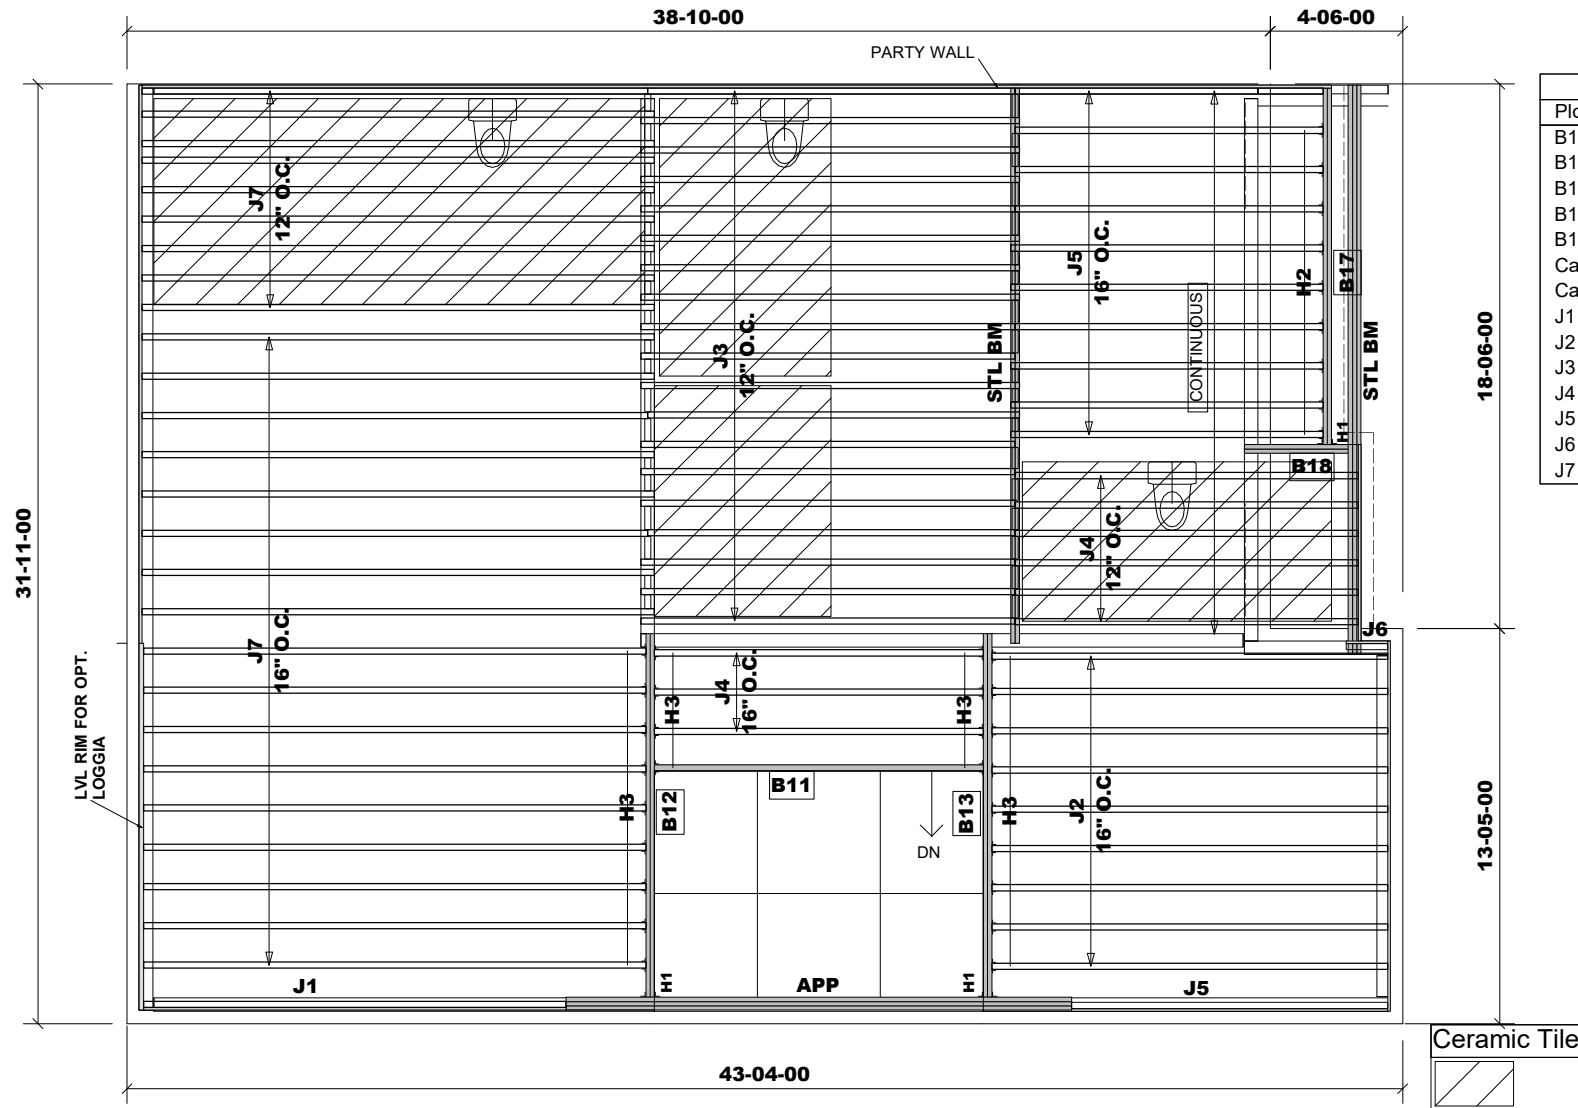 38-10-00
4-06-00
PARTY WALL
Plo
B1
B1
B1
B1
B1
Ca
Ca
J1
J2
J3
J4
J5
J6
J7
J7
12" O.C.
J3
12" O.C.
J5
16" O.C.
H2
B17
STL BM
CONTINUOUS
STL BM
18-06-00
H1
B18
J4
12" O.C.
31-11-00
J6
J7
16" O.C.
LVL RIM FOR OPT.
LOGGIA
H3
J4
16" O.C.
H3
B11
B12
H3
B13
H3
DN
J2
16" O.C.
13-05-00
J1
H1
APP
H1
J5
Ceramic Tile
43-04-00